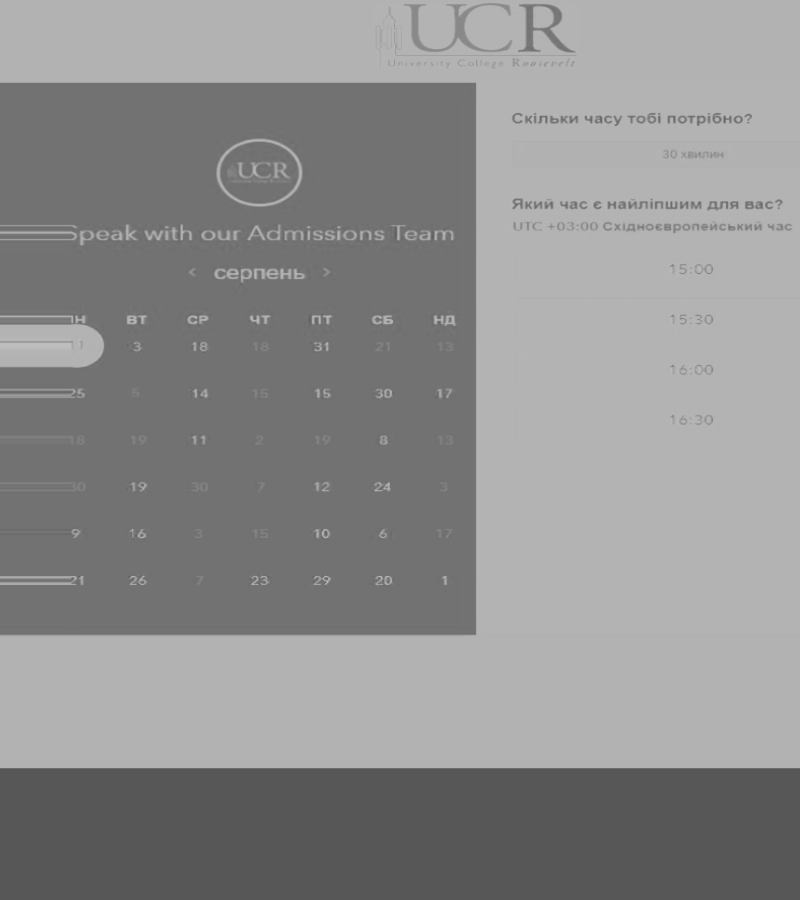 UCR
University College Roosevelt
UCR
Speak with our Admissions Team
< серпень >
ВТ СР ЧТ ПТ СБ НД
3 18 18 31 21 13
25 5 14 15 15 30 17
18 19 11 2 19 8 13
30 19 30 7 12 24 3
9 16 3 15 10 6 17
21 26 7 23 29 20 1
Скільки часу тобі потрібно?
30 хвилин
Який час є найліпшим для вас?
UTC +03:00 Східноєвропейський час
15:00
15:30
16:00
16:30